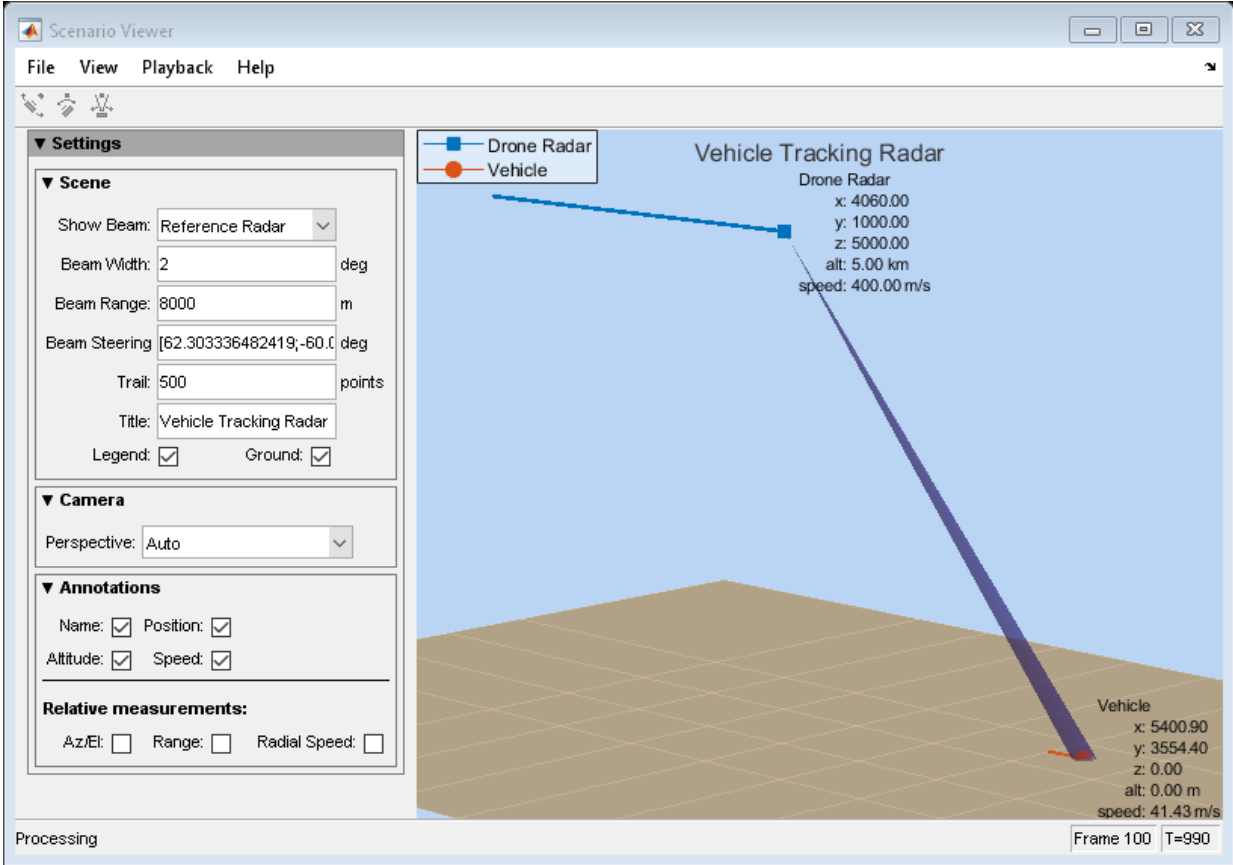 Scenario Viewer
File View Playback Help
▼ Settings
▼ Scene
Show Beam: Reference Radar
Beam Width: 2 deg
Beam Range: 8000 m
Beam Steering [62.303336482419;-60.0 deg
Trail: 500 points
Title: Vehicle Tracking Radar
Legend: Ground:
▼ Camera
Perspective: Auto
▼ Annotations
Name: Position:
Altitude: Speed:
Relative measurements:
Az/El: Range: Radial Speed:
Drone Radar
Vehicle
Vehicle Tracking Radar
Drone Radar
x: 4060.00
y: 1000.00
z: 5000.00
alt: 5.00 km
speed: 400.00 m/s
Vehicle
x: 5400.90
y: 3554.40
z: 0.00
alt: 0.00 m
speed: 41.43 m/s
Processing Frame 100 T=990